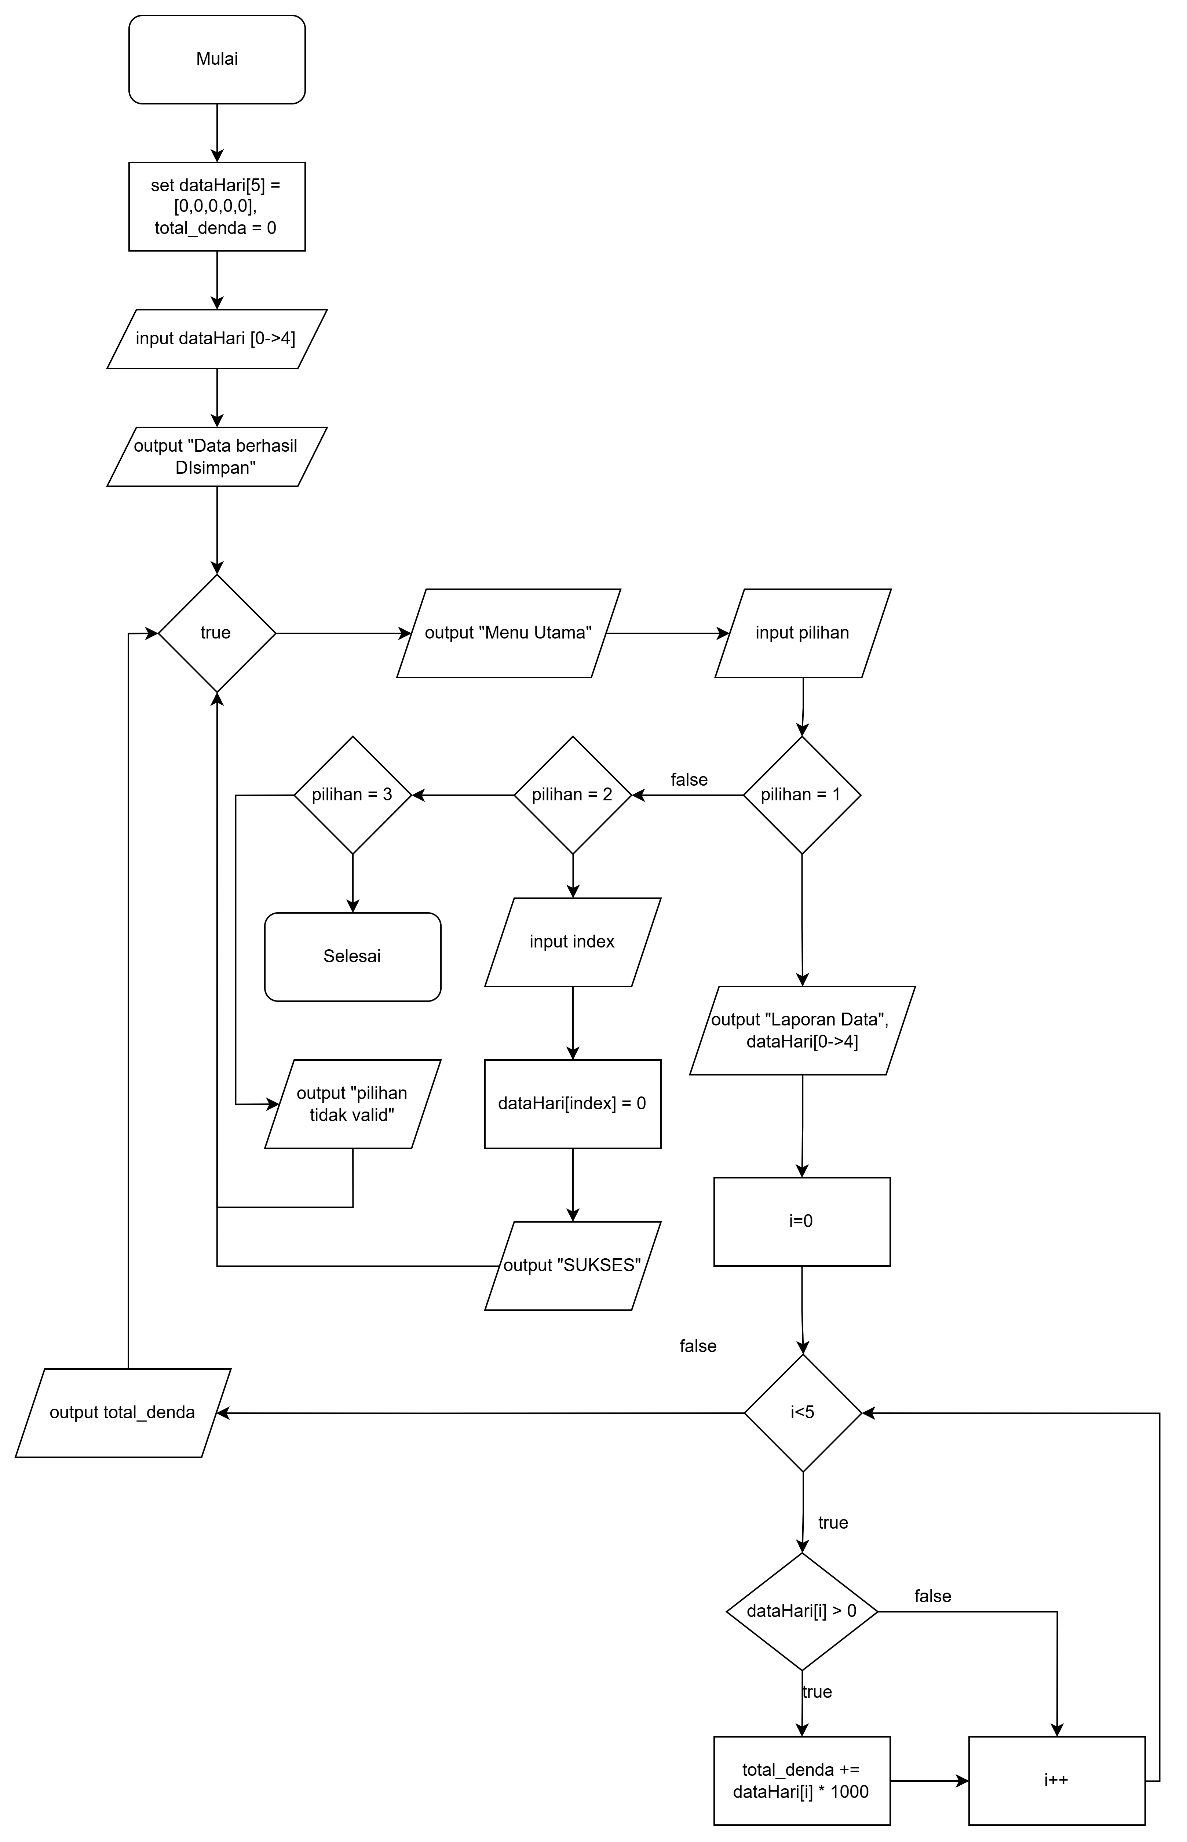 Mulai
set dataHari[5] =
[0,0,0,0,0],
total_denda = 0
input dataHari [0->4]
output "Data berhasil
DIsimpan"
true
output "Menu Utama"
input pilihan
pilihan = 3
pilihan = 2
false
pilihan = 1
Selesai
input index
output "Laporan Data",
dataHari[0->4]
output "pilihan
tidak valid"
dataHari[index] = 0
i=0
output "SUKSES"
false
output total_denda
i<5
true
dataHari[i] > 0
false
true
total_denda +=
dataHari[i] * 1000
i++